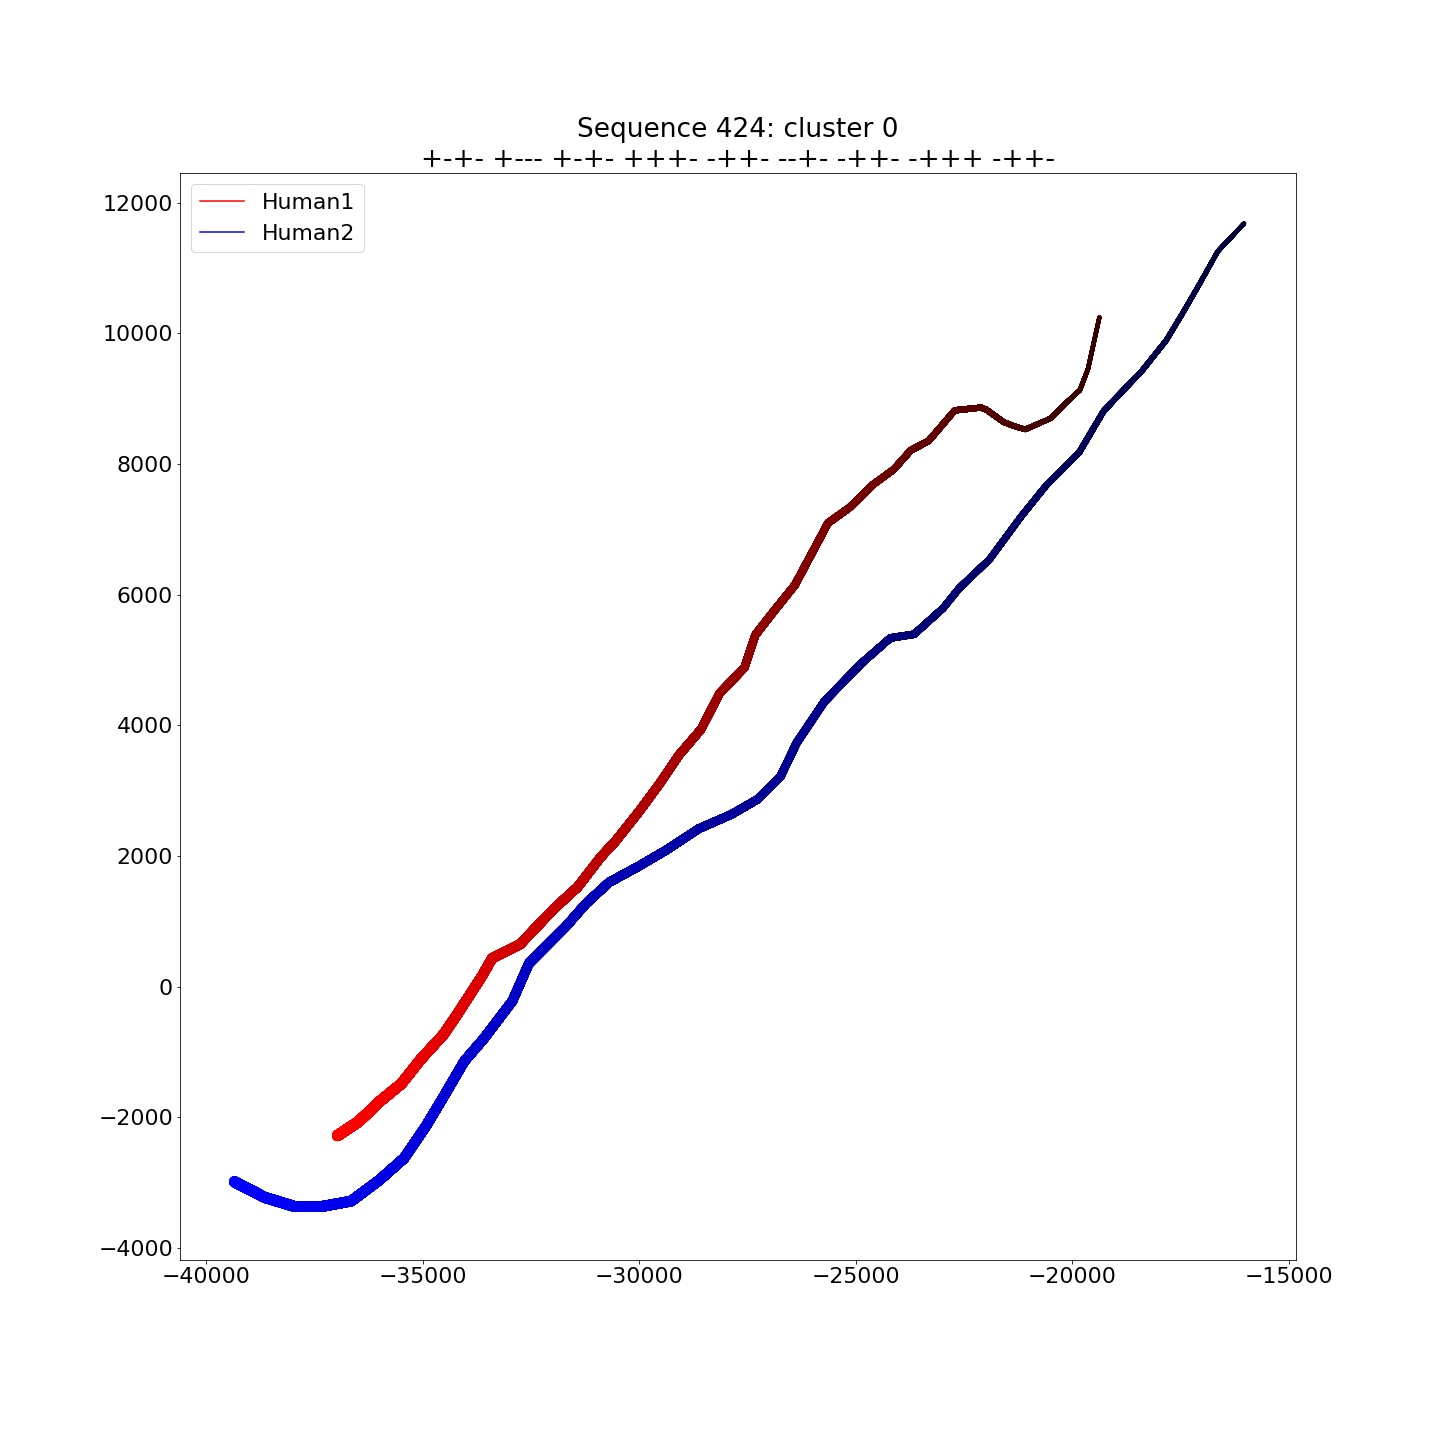 Sequence 424: cluster 0
+-+- +--- +-+- +++- -++- --+- -++- -+++ -++-
Human1
Human2
12000
10000
8000
6000
4000
2000
0
−2000
−4000
−40000 −35000 −30000 −25000 −20000 −15000